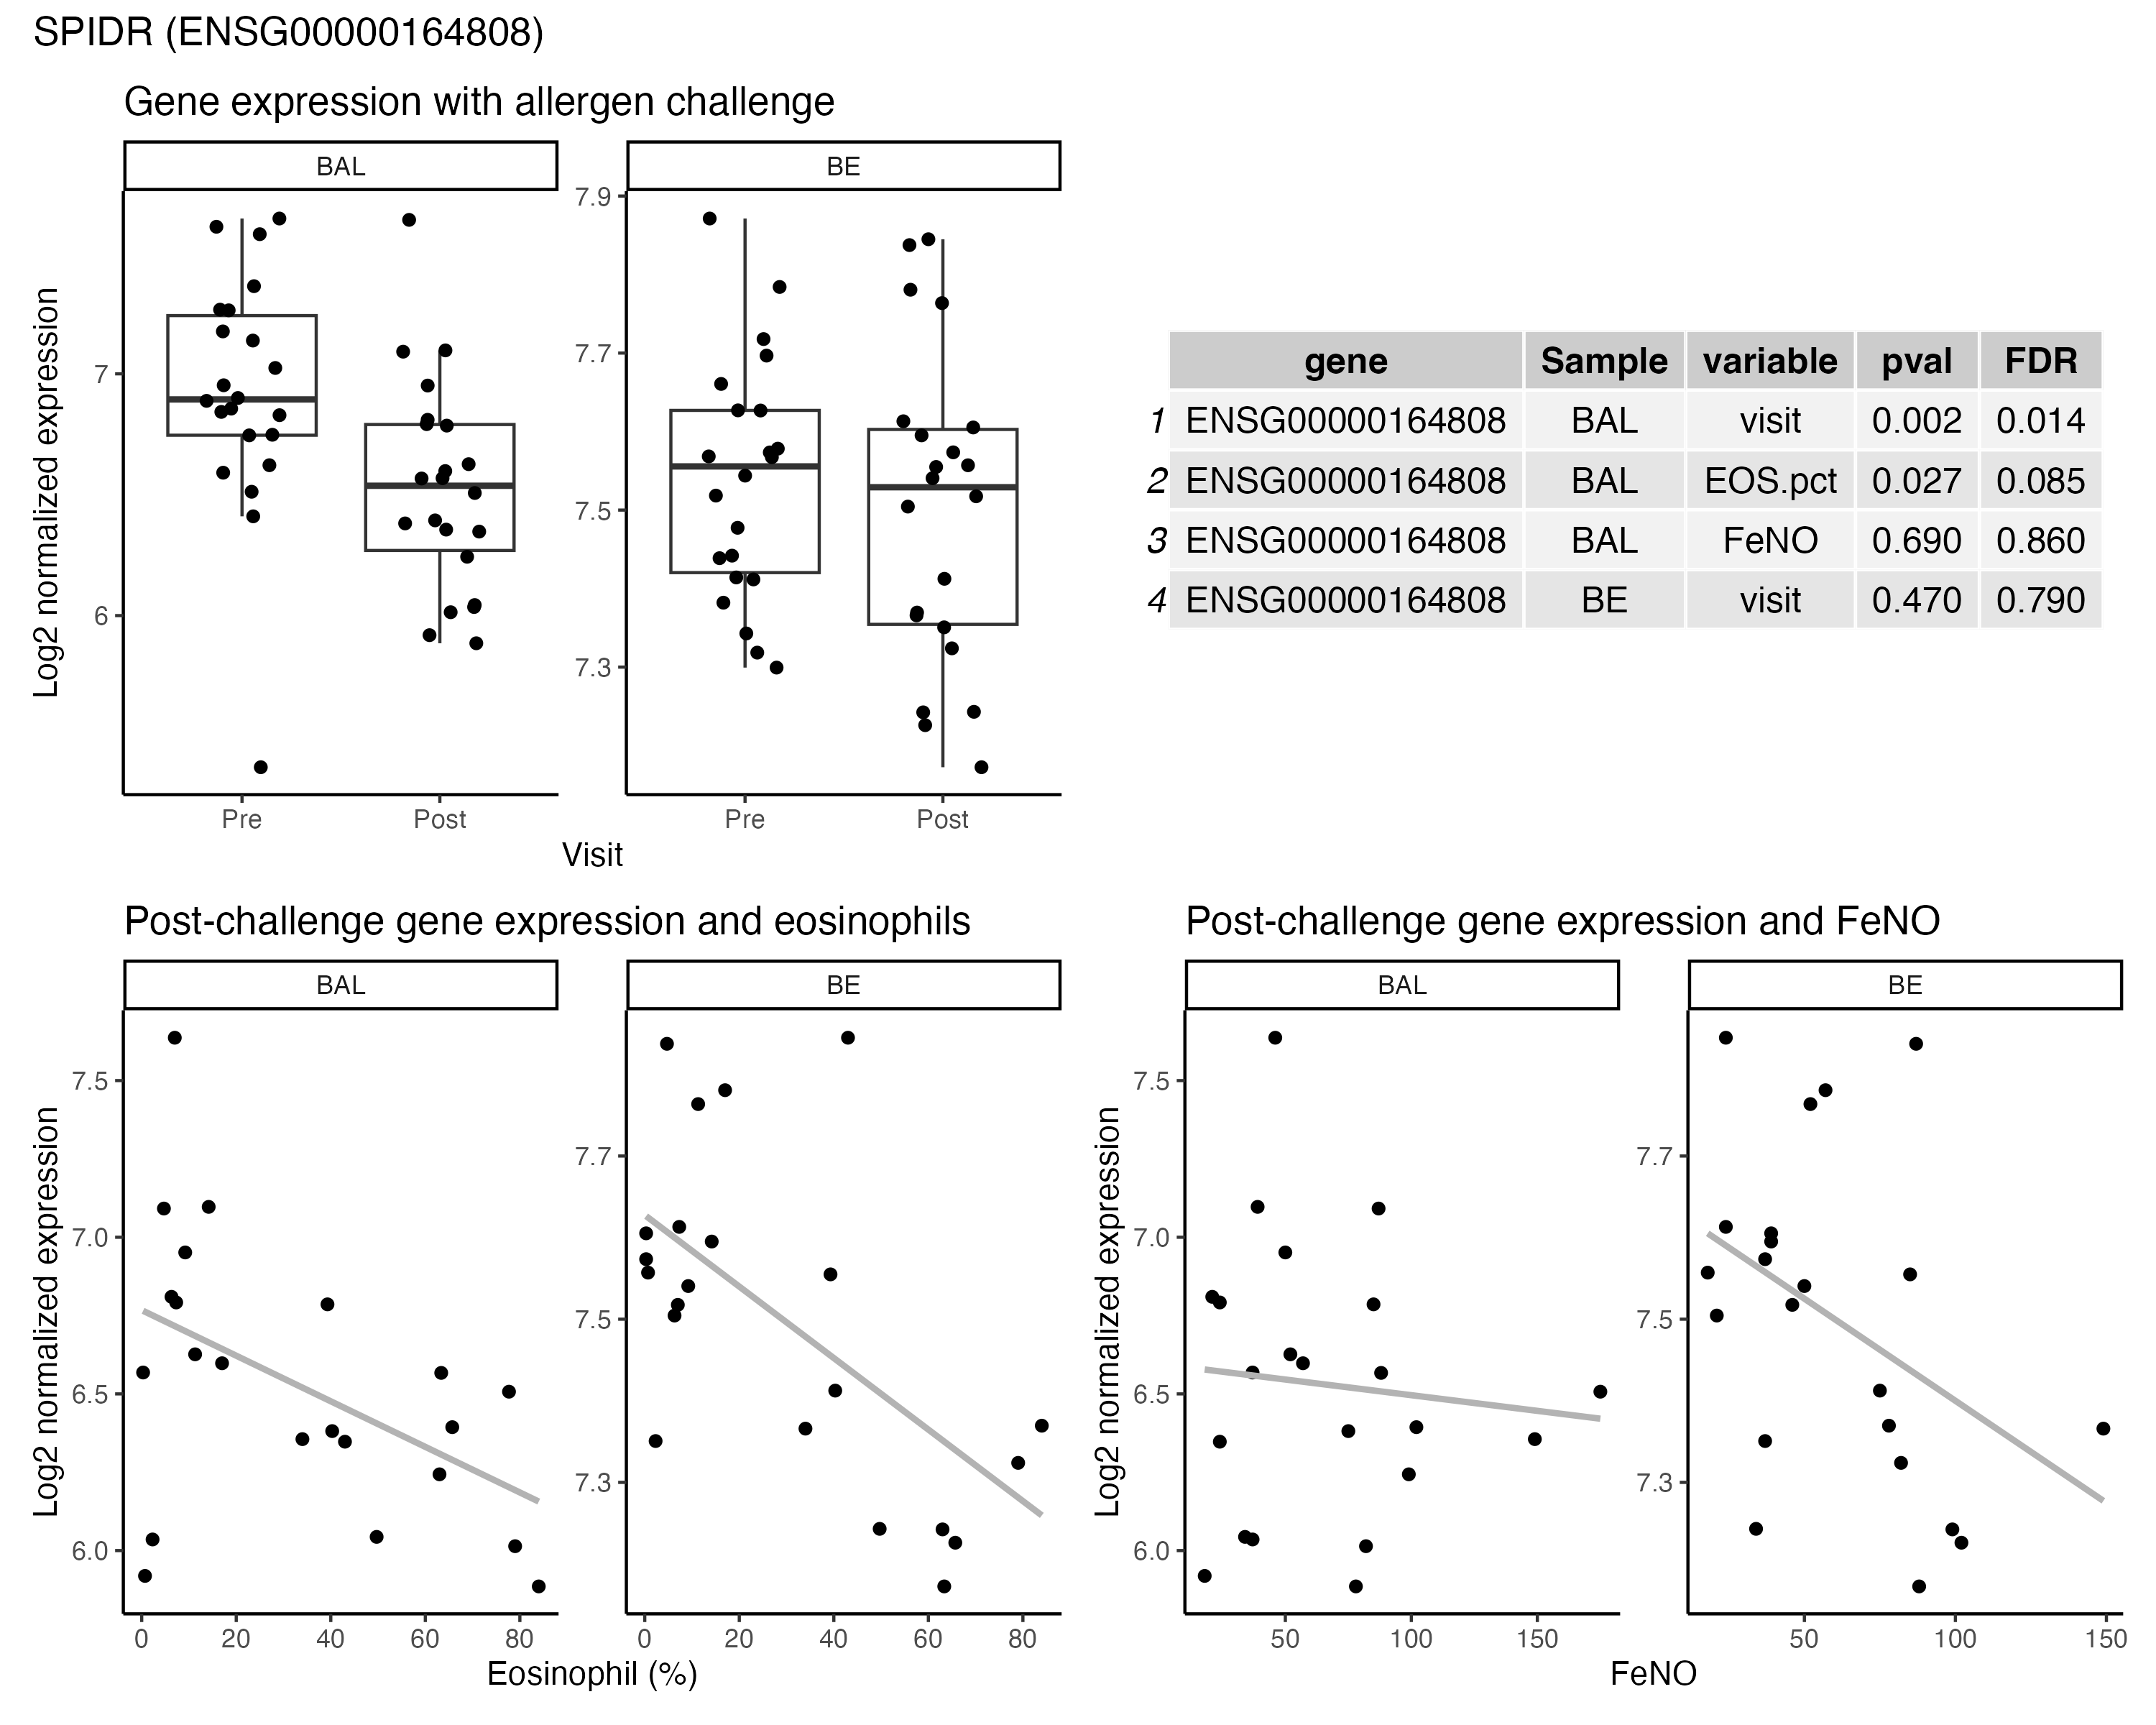 SPIDR (ENSG00000164808)
Gene expression with allergen challenge
BAL
BE
Log2 normalized expression
7
6
7.9
7.7
7.5
7.3
Pre
Post
Pre
Post
Visit
gene Sample variable pval FDR
1 ENSG00000164808 BAL visit 0.002 0.014
2 ENSG00000164808 BAL EOS.pct 0.027 0.085
3 ENSG00000164808 BAL FeNO 0.690 0.860
4 ENSG00000164808 BE visit 0.470 0.790
Post-challenge gene expression and eosinophils
BAL
BE
Log2 normalized expression
7.5
7.0
6.5
6.0
7.7
7.5
7.3
0 20 40 60 80
0 20 40 60 80
Eosinophil (%)
Post-challenge gene expression and FeNO
BAL
BE
Log2 normalized expression
7.5
7.0
6.5
6.0
7.7
7.5
7.3
50 100 150
50 100 150
FeNO